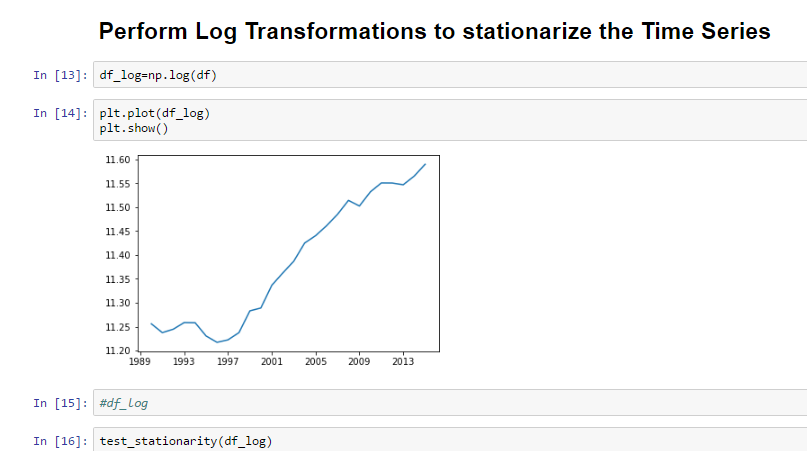 Perform Log Transformations to stationarize the Time Series
In [13]: df_log=np.log(df)
In [14]: plt.plot(df_log)
plt.show()
11.60
11.55
11.50
11.45
11.40
11.35
11.30
11.25
11.20
1989 1993 1997 2001 2005 2009 2013
In [15]: #df_log
In [16]: test_stationarity(df_log)